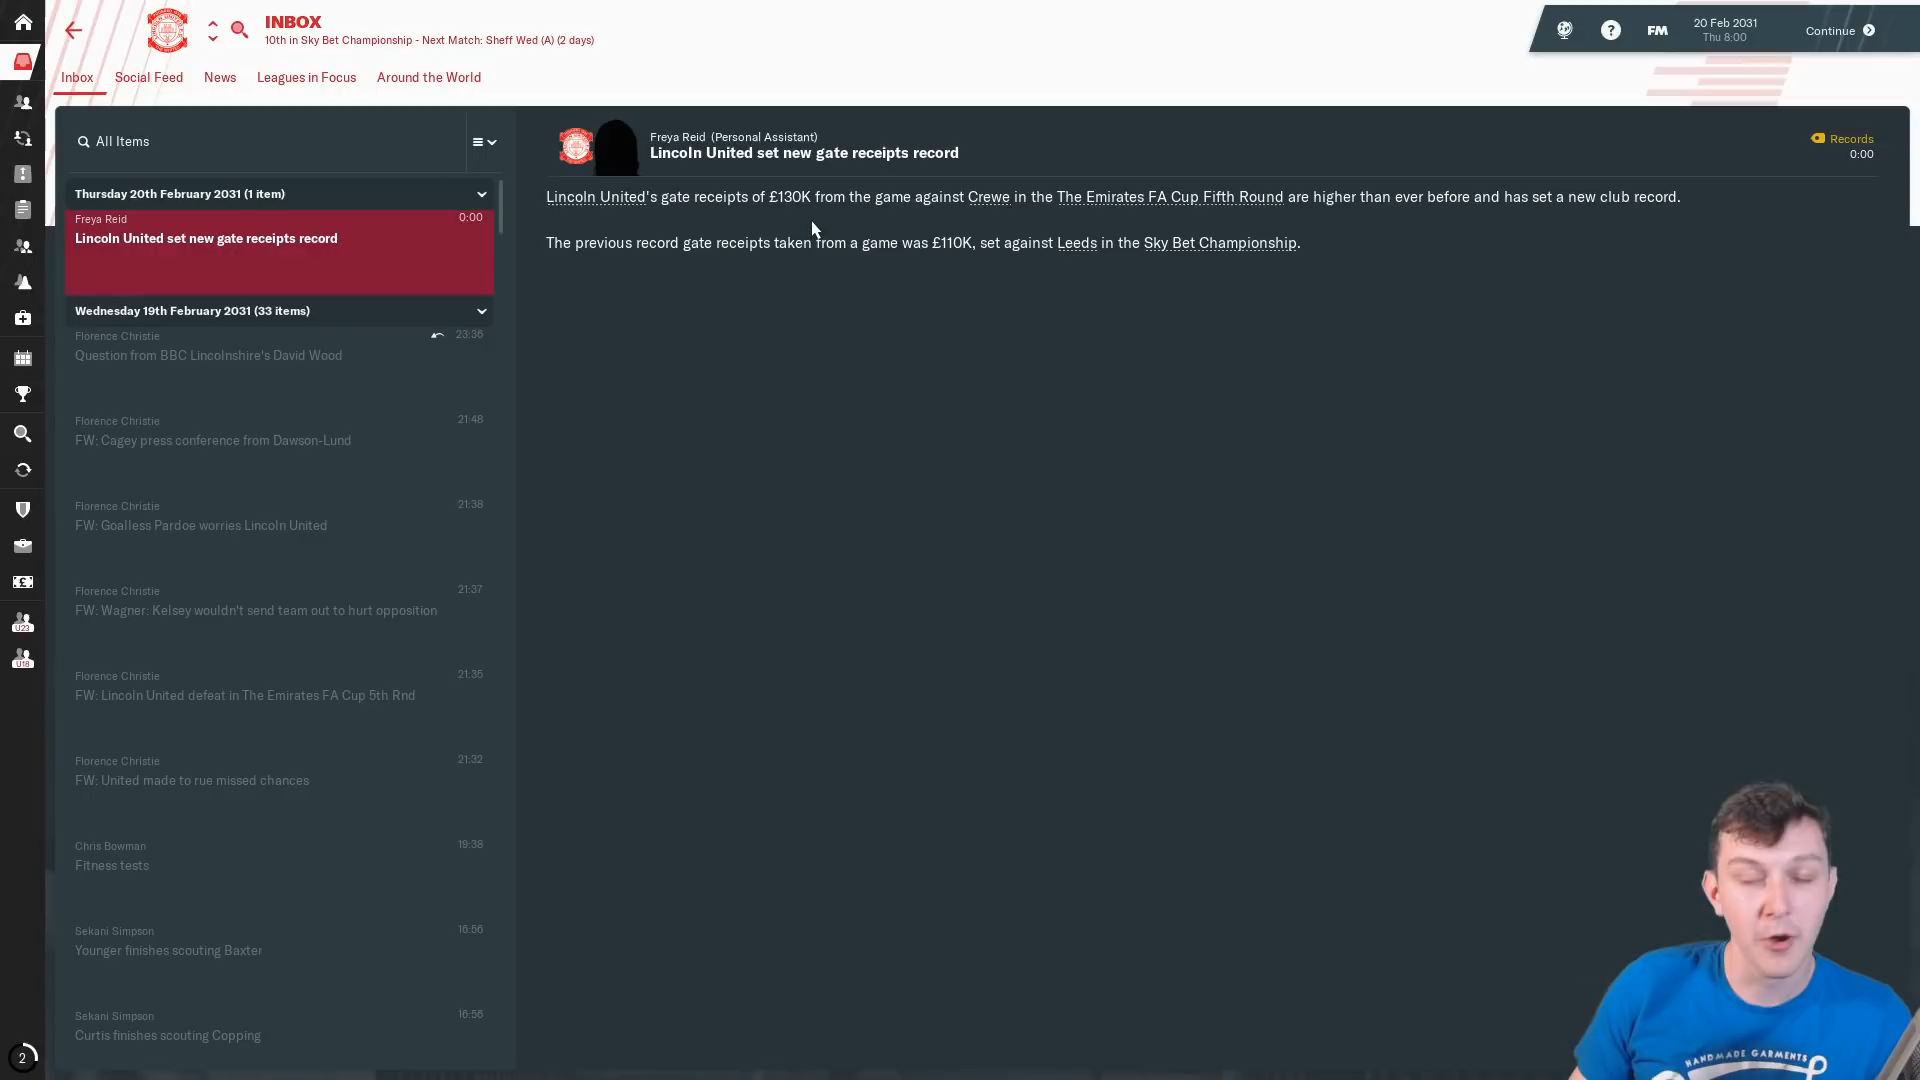 INBOX
10th in Sky Bet Championship - Next Match: Sheff Wed (A) (2 days)
FM
20 Feb 2031
Thu 8:00
Continue
Inbox
Social Feed
News
Leagues in Focus
Around the World
All Items
Thursday 20th February 2031 (1 item)
Freya Reid
0:00
Lincoln United set new gate receipts record
Wednesday 19th February 2031 (33 items)
Florence Christie
23:36
Question from BBC Lincolnshire's David Wood
Florence Christie
21:48
FW: Cagey press conference from Dawson-Lund
Florence Christie
21:38
FW: Goalless Pardoe worries Lincoln United
Florence Christie
21:37
FW: Wagner: Kelsey wouldn't send team out to hurt opposition
Florence Christie
21:35
FW: Lincoln United defeat in The Emirates FA Cup 5th Rnd
Florence Christie
21:32
FW: United made to rue missed chances
Chris Bowman
19:38
Fitness tests
Sekani Simpson
16:56
Younger finishes scouting Baxter
Sekani Simpson
16:56
Curtis finishes scouting Copping
Freya Reid (Personal Assistant)
Lincoln United set new gate receipts record
Records
0:00
Lincoln United's gate receipts of £130K from the game against Crewe in the The Emirates FA Cup Fifth Round are higher than ever before and has set a new club record.
The previous record gate receipts taken from a game was £110K, set against Leeds in the Sky Bet Championship.
U23
U18
2
HANDMADE GARMENTS